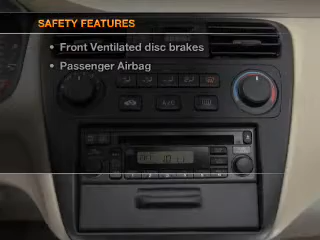 SAFETY FEATURES
• Front Ventilated disc brakes
• Passenger Airbag